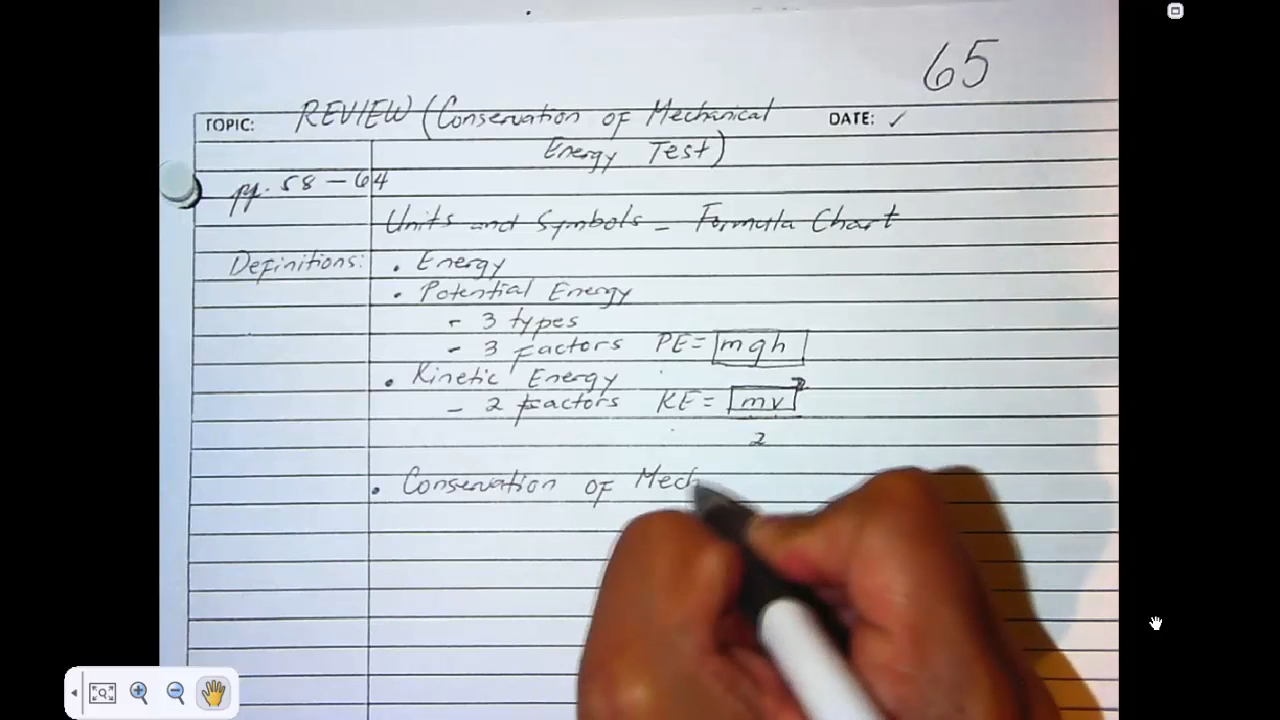 65
TOPIC: REVIEW (Conservation of Mechanical DATE: ✓
Energy Test)
pp. 58 - 64
Units and Symbols - Formula Chart
Definitions: • Energy
• Potential Energy
- 3 types
- 3 factors PE = mgh
• Kinetic Energy
- 2 factors KE = mv²
2
• Conservation of Mech